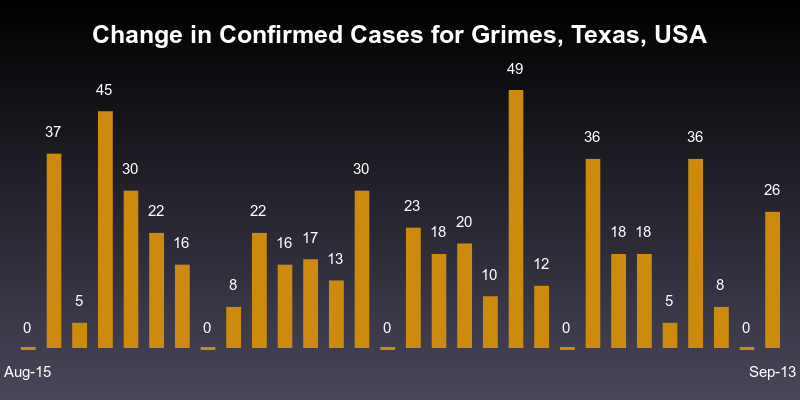 Change in Confirmed Cases for Grimes, Texas, USA
0 37 5 45 30 22 16 0 8 22 16 17 13 30 0 23 18 20 10 49 12 0 36 18 18 5 36 8 0 26
Aug-15 Sep-13